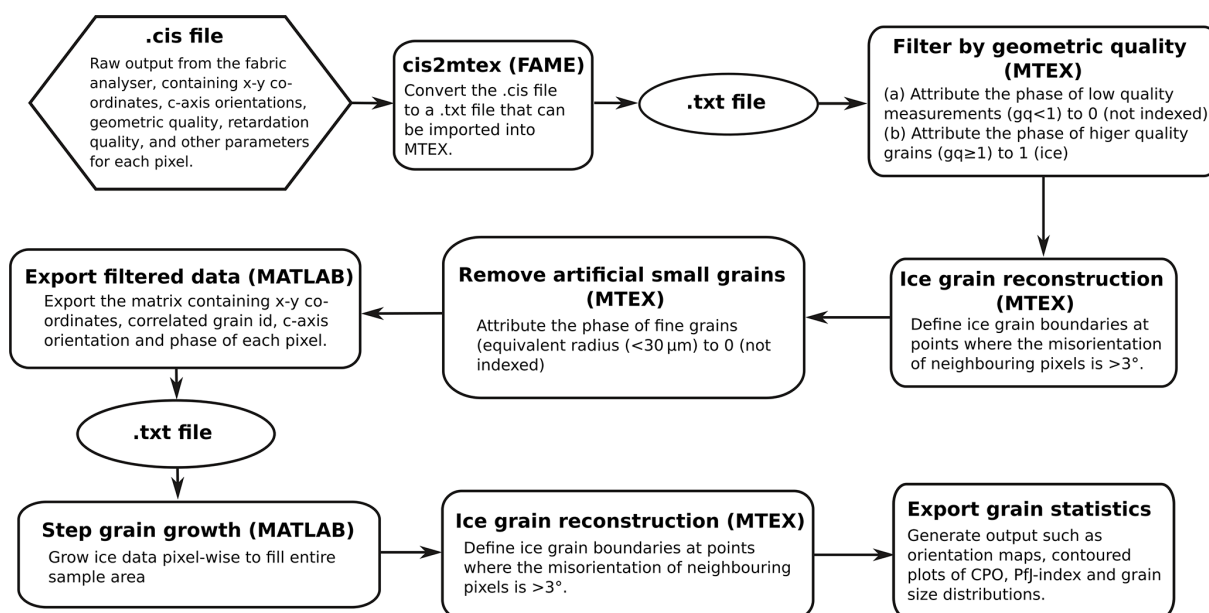 .cis file
Raw output from the fabric
analyser, containing x-y co-
ordinates, c-axis orientations,
geometric quality, retardation
quality, and other parameters
for each pixel.
cis2mtex (FAME)
Convert the .cis file
to a .txt file that can
be imported into
MTEX.
.txt file
Filter by geometric quality
(MTEX)
(a) Attribute the phase of low quality
measurements (gq<1) to 0 (not indexed)
(b) Attribute the phase of higer quality
grains (gq≥1) to 1 (ice)
Ice grain reconstruction
(MTEX)
Define ice grain boundaries at
points where the misorientation
of neighbouring pixels is >3°.
Remove artificial small grains
(MTEX)
Attribute the phase of fine grains
(equivalent radius (<30 μm) to 0 (not
indexed)
Export filtered data (MATLAB)
Export the matrix containing x-y co-
ordinates, correlated grain id, c-axis
orientation and phase of each pixel.
.txt file
Step grain growth (MATLAB)
Grow ice data pixel-wise to fill entire
sample area
Ice grain reconstruction (MTEX)
Define ice grain boundaries at points
where the misorientation of neighbouring
pixels is >3°.
Export grain statistics
Generate output such as
orientation maps, contoured
plots of CPO, PfJ-index and grain
size distributions.